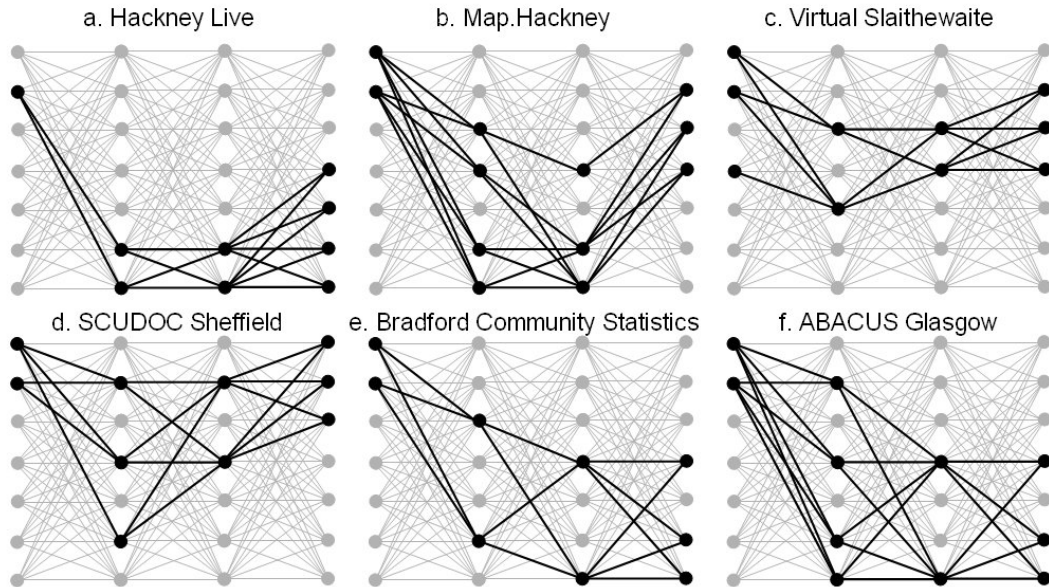 a. Hackney Live
b. Map.Hackney
c. Virtual Slaithewaite
d. SCUDOC Sheffield
e. Bradford Community Statistics
f. ABACUS Glasgow